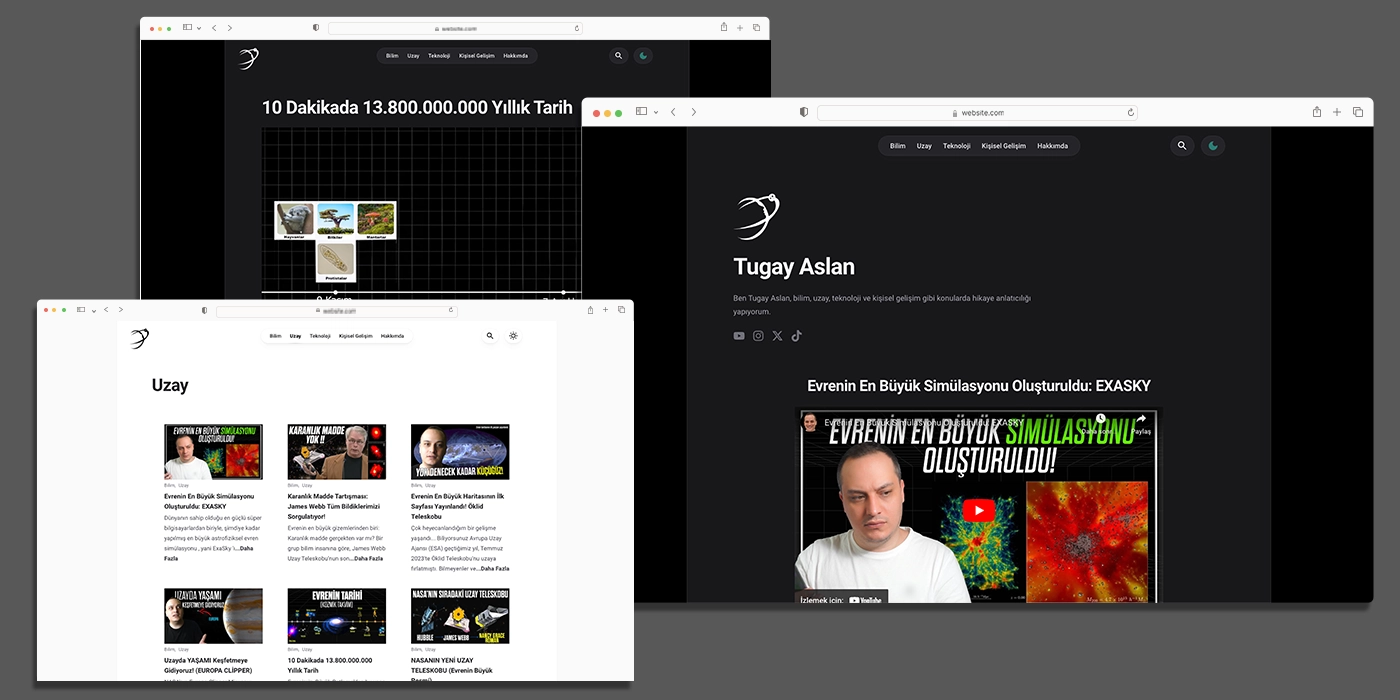 website.com
Bilim Uzay Teknoloji Kişisel Gelişim Hakkımda
10 Dakikada 13.800.000.000 Yıllık Tarih
Hayvanlar Bitkiler Mantarlar
Protistalar
9 Kasım
website.com
Bilim Uzay Teknoloji Kişisel Gelişim Hakkımda
Tugay Aslan
Ben Tugay Aslan, bilim, uzay, teknoloji ve kişisel gelişim gibi konularda hikaye anlatıcılığı
yapıyorum.
Evrenin En Büyük Simülasyonu Oluşturuldu: EXASKY
Evrenin En Büyük Simülasyonu Oluşturuldu: EXASKY
Daha sonra Paylaş
EVRENİN EN BÜYÜK SİMÜLASYONU
OLUŞTURULDU!
İzlemek için: YouTube
website.com
Bilim Uzay Teknoloji Kişisel Gelişim Hakkımda
Uzay
EVRENİN EN BÜYÜK SİMÜLASYONU
OLUŞTURULDU!
Bilim, Uzay
Evrenin En Büyük Simülasyonu
Oluşturuldu: EXASKY
Dünyanın sahip olduğu en güçlü süper
bilgisayarlardan biriyle, şimdiye kadar
yapılmış en büyük astrofiziksel evren
simülasyonu , yani ExaSky \...Daha
Fazla
KARANLIK MADDE
YOK !!
Bilim, Uzay
Karanlık Madde Tartışması:
James Webb Tüm Bildiklerimizi
Sorgulatıyor!
Evrenin en büyük gizemlerinden biri:
Karanlık madde gerçekten var mı? Bir
grup bilim insanına göre, James Webb
Uzay Teleskobu'nun son...Daha Fazla
KÜÇÜĞÜZ!
Bilim, Uzay
Evrenin En Büyük Haritasının İlk
Sayfası Yayınlandı! Öklid
Teleskobu
Çok heyecanlandığım bir gelişme
yaşandı... Biliyorsunuz Avrupa Uzay
Ajansı (ESA) geçtiğimiz yıl, Temmuz
2023'te Öklid Teleskobu'nu uzaya
fırlatmıştı. Bilmeyenler ve...Daha Fazla
UZAYDA YAŞAMI
KEŞFETMEYE GİDİYORUZ!
EUROPA
Bilim, Uzay
Uzayda YAŞAMI Keşfetmeye
Gidiyoruz! (EUROPA CLİPPER)
EVRENİN TARİHİ
(KOZMİK TAKVİM)
Bilim, Uzay
10 Dakikada 13.800.000.000
Yıllık Tarih
NASA'NIN SIRADAKİ UZAY TELESKOBU
HUBBLE JAMES WEBB NANCY GRACE
ROMAN
Bilim, Uzay
NASANIN YENİ UZAY
TELESKOBU (Evrenin Büyük